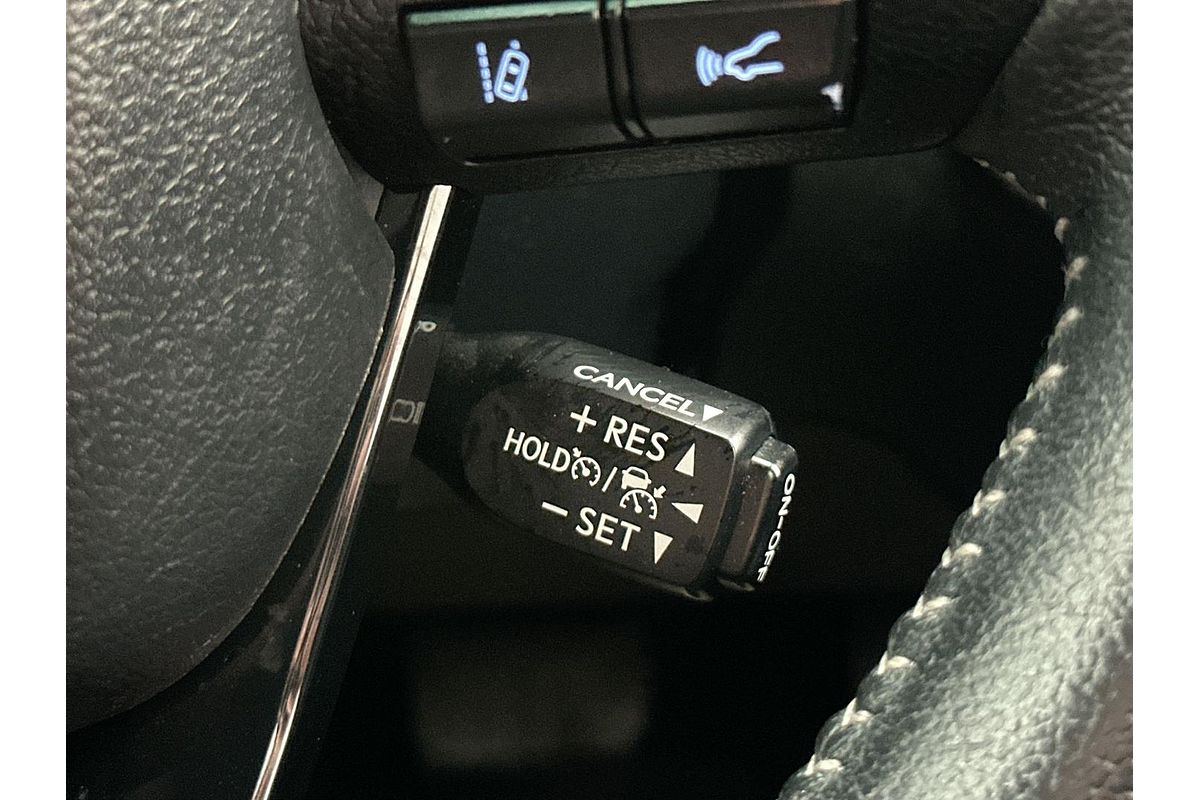 CANCEL
+ RES
HOLD /
− SET
ON-OFF